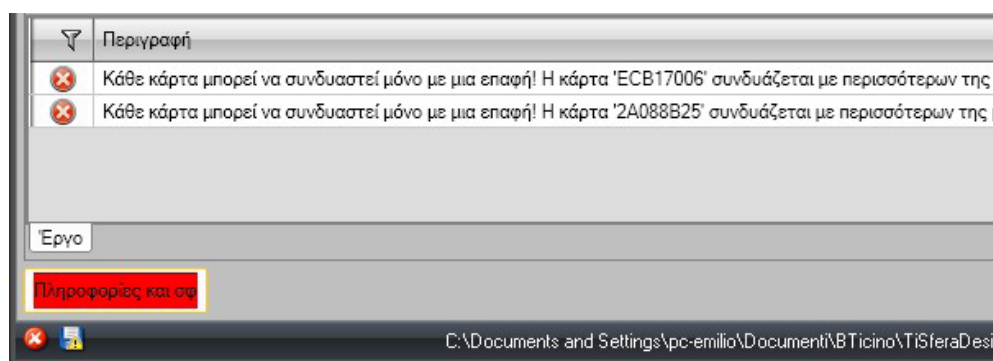 Περιγραφή
Κάθε κάρτα μπορεί να συνδυαστεί μόνο με μια επαφή! Η κάρτα 'ECB17006' συνδυάζεται με περισσότερων της
Κάθε κάρτα μπορεί να συνδυαστεί μόνο με μια επαφή! Η κάρτα '2A088B25' συνδυάζεται με περισσότερων της
Έργο
Πληροφορίες και σφ
C:\Documents and Settings\pc-emilio\Documenti\BTicino\TiSferaDesi